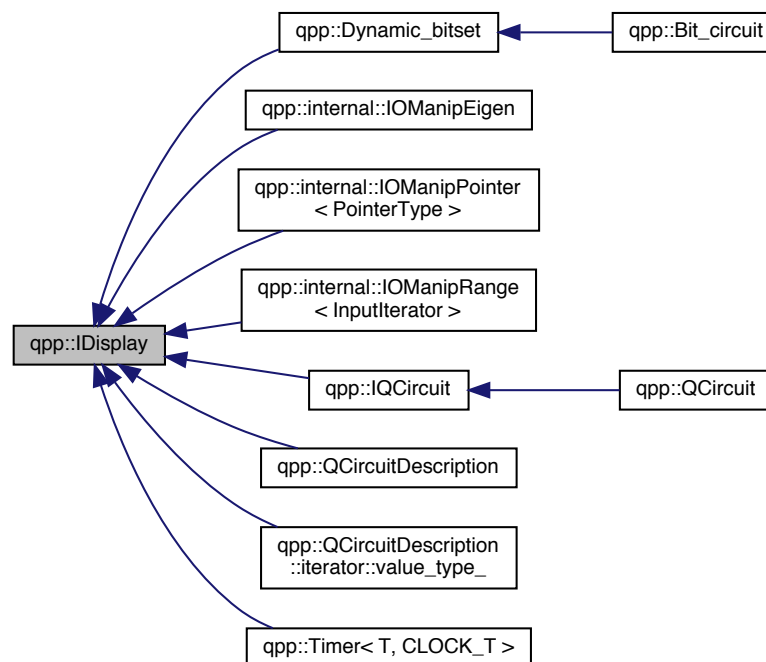 qpp::Dynamic_bitset
qpp::Bit_circuit
qpp::internal::IOManipEigen
qpp::internal::IOManipPointer
< PointerType >
qpp::internal::IOManipRange
< InputIterator >
qpp::IDisplay
qpp::IQCircuit
qpp::QCircuit
qpp::QCircuitDescription
qpp::QCircuitDescription
::iterator::value_type_
qpp::Timer< T, CLOCK_T >